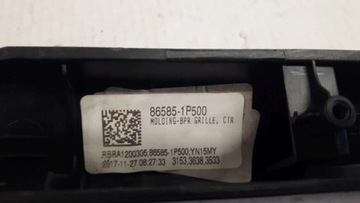 86585-1P500
MOLDING-BPR GRILLE, CTR
RBRA1200305;86585-1P500;YN15MY
2017-11-27 08:27:33 3153.3638.3533